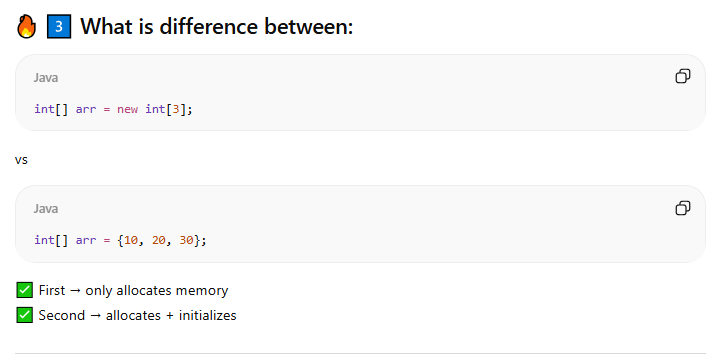 🔥 3️⃣ What is difference between:
Java
int[] arr = new int[3];
vs
Java
int[] arr = {10, 20, 30};
✅ First → only allocates memory
✅ Second → allocates + initializes